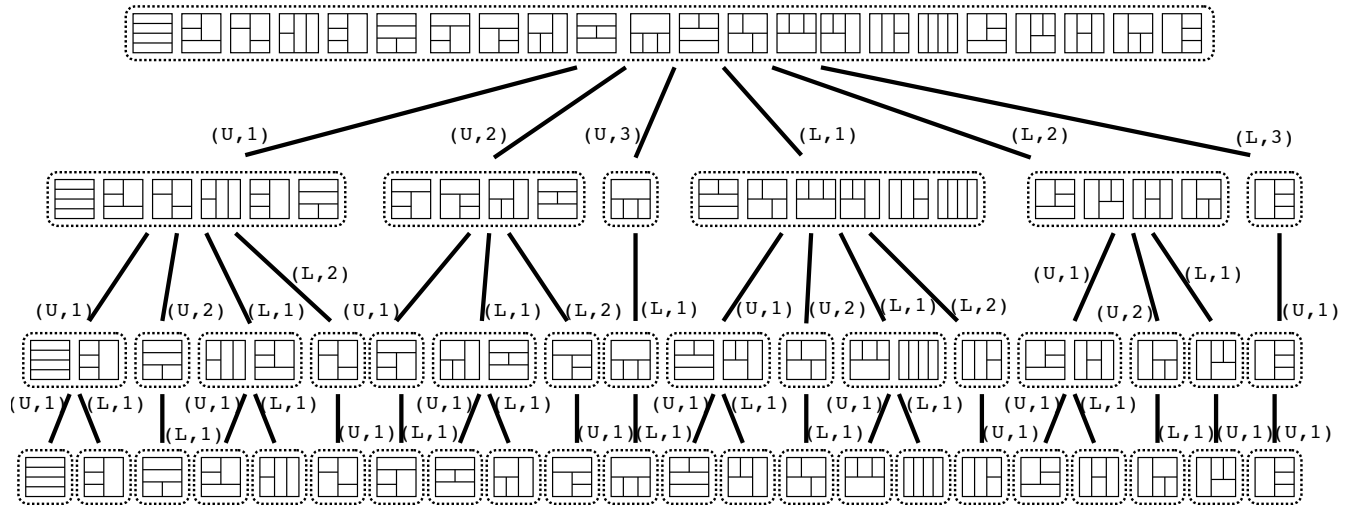 (U,1) (U,2) (U,3) (L,1) (L,2) (L,3)
(L,2) (U,1) (L,1)
(U,1) (U,2) (L,1) (U,1) (L,1) (L,2) (L,1) (U,1) (U,2) (L,1) (L,2) (U,2) (U,1)
(U,1) (L,1) (U,1) (L,1) (U,1) (L,1) (U,1) (L,1) (U,1) (L,1) (U,1) (L,1)
(L,1) (U,1) (L,1) (U,1) (L,1) (L,1) (U,1) (L,1) (U,1) (U,1)